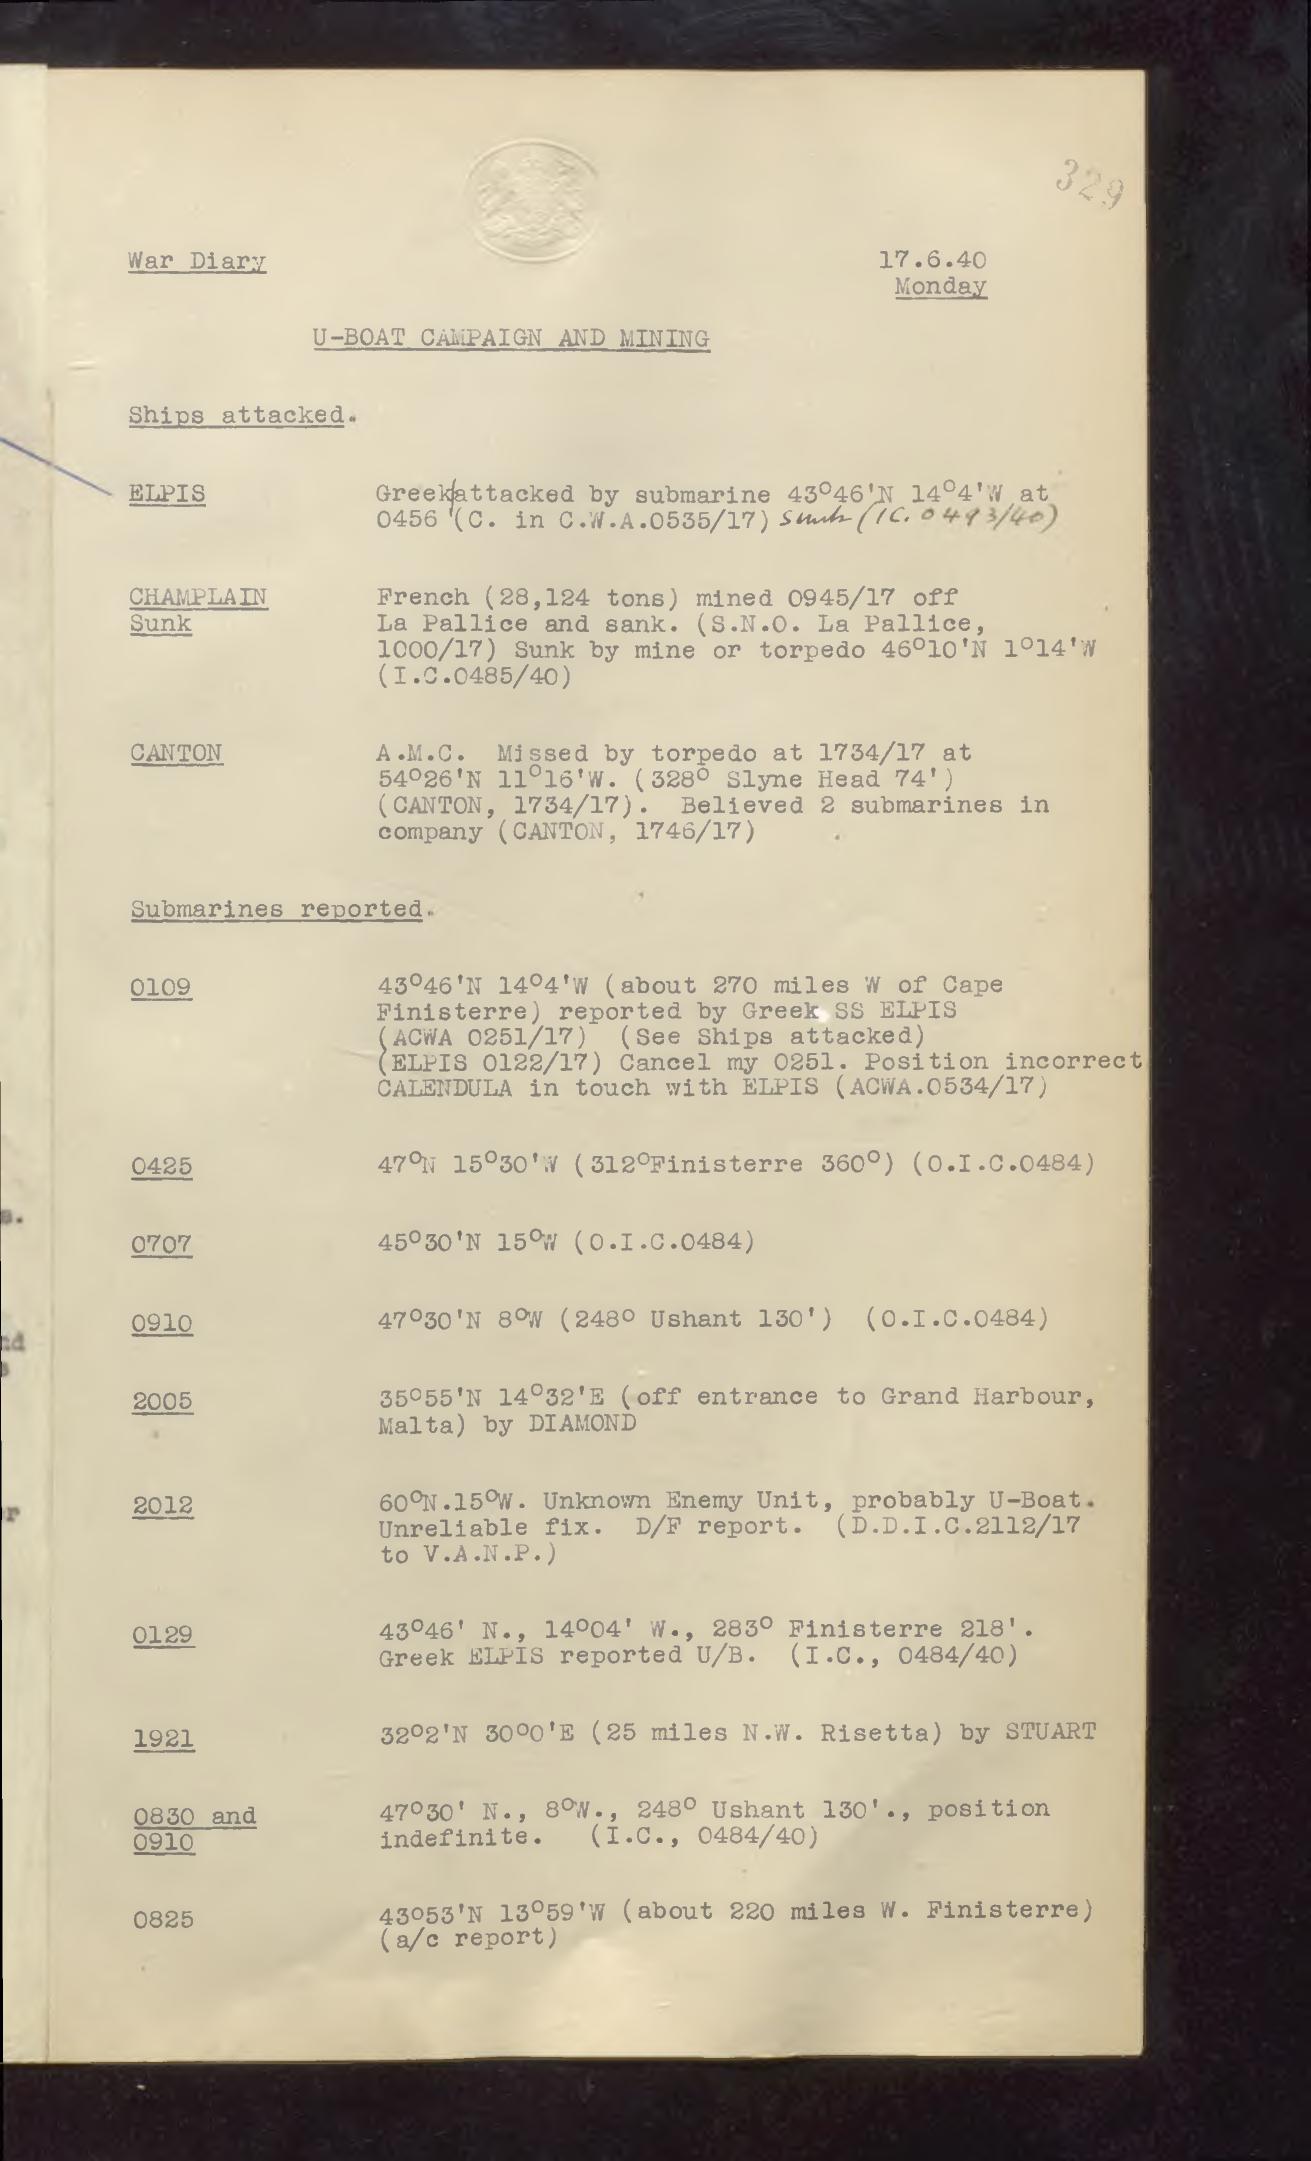 329
War Diary 17.6.40
Monday
U-BOAT CAMPAIGN AND MINING
Ships attacked.
ELPIS Greek attacked by submarine 43°46'N 14°4'W at
0456 (C. in C.W.A.0535/17) Sunk (IC. 0493/40)
CHAMPLAIN French (28,124 tons) mined 0945/17 off
Sunk La Pallice and sank. (S.N.O. La Pallice,
1000/17) Sunk by mine or torpedo 46°10'N 1°14'W
(I.C.0485/40)
CANTON A.M.C. Missed by torpedo at 1734/17 at
54°26'N 11°16'W. (328° Slyne Head 74')
(CANTON, 1734/17). Believed 2 submarines in
company (CANTON, 1746/17)
Submarines reported.
0109 43°46'N 14°4'W (about 270 miles W of Cape
Finisterre) reported by Greek SS ELPIS
(ACWA 0251/17) (See Ships attacked)
(ELPIS 0122/17) Cancel my 0251. Position incorrect
CALENDULA in touch with ELPIS (ACWA.0534/17)
0425 47°N 15°30'W (312°Finisterre 360°) (O.I.C.0484)
0707 45°30'N 15°W (O.I.C.0484)
0910 47°30'N 8°W (248° Ushant 130') (O.I.C.0484)
2005 35°55'N 14°32'E (off entrance to Grand Harbour,
Malta) by DIAMOND
2012 60°N.15°W. Unknown Enemy Unit, probably U-Boat.
Unreliable fix. D/F report. (D.D.I.C.2112/17
to V.A.N.P.)
0129 43°46' N., 14°04' W., 283° Finisterre 218'.
Greek ELPIS reported U/B. (I.C., 0484/40)
1921 32°2'N 30°0'E (25 miles N.W. Risetta) by STUART
0830 and 47°30' N., 8°W., 248° Ushant 130'., position
0910 indefinite. (I.C., 0484/40)
0825 43°53'N 13°59'W (about 220 miles W. Finisterre)
(a/c report)